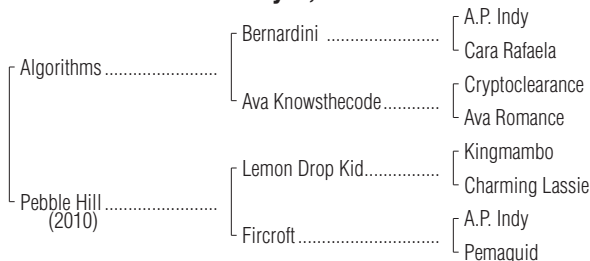 A.P. Indy
Bernardini ........................
Cara Rafaela
Algorithms ........................
Cryptoclearance
Ava Knowsthecode............
Ava Romance
Kingmambo
Lemon Drop Kid................
Charming Lassie
Pebble Hill ........................
(2010)
A.P. Indy
Fircroft ..............................
Pemaquid